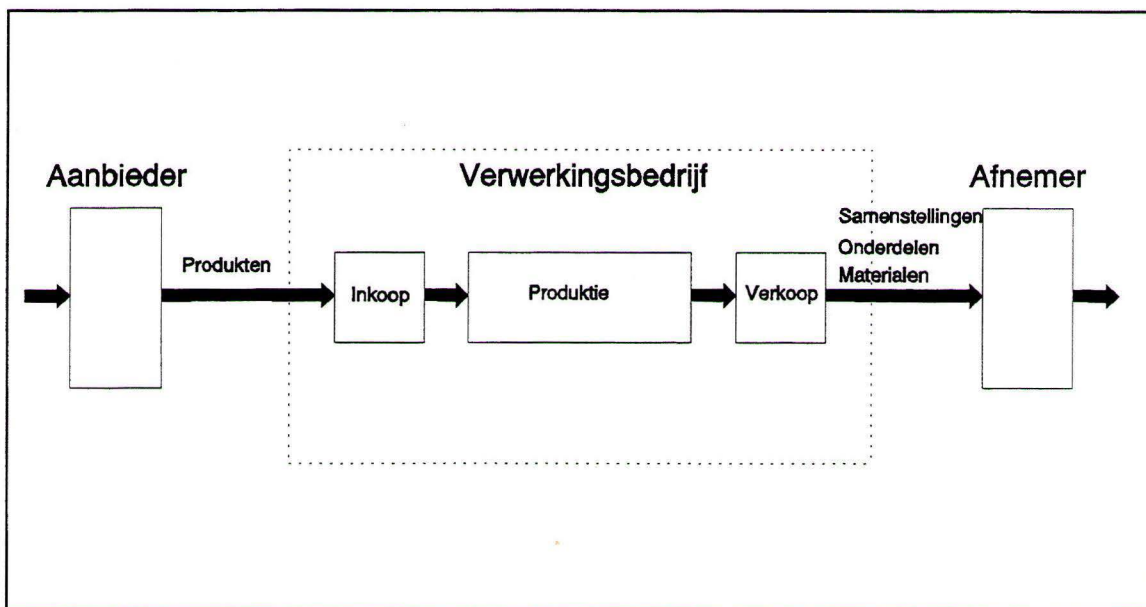 Aanbieder
Verwerkingsbedrijf
Afnemer
Produkten
Inkoop
Produktie
Verkoop
Samenstellingen
Onderdelen
Materialen